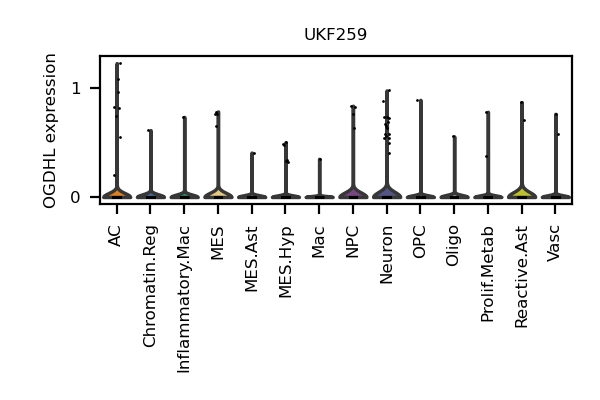 UKF259
OGDHL expression
1
0
AC
Chromatin.Reg
Inflammatory.Mac
MES
MES.Ast
MES.Hyp
Mac
NPC
Neuron
OPC
Oligo
Prolif.Metab
Reactive.Ast
Vasc